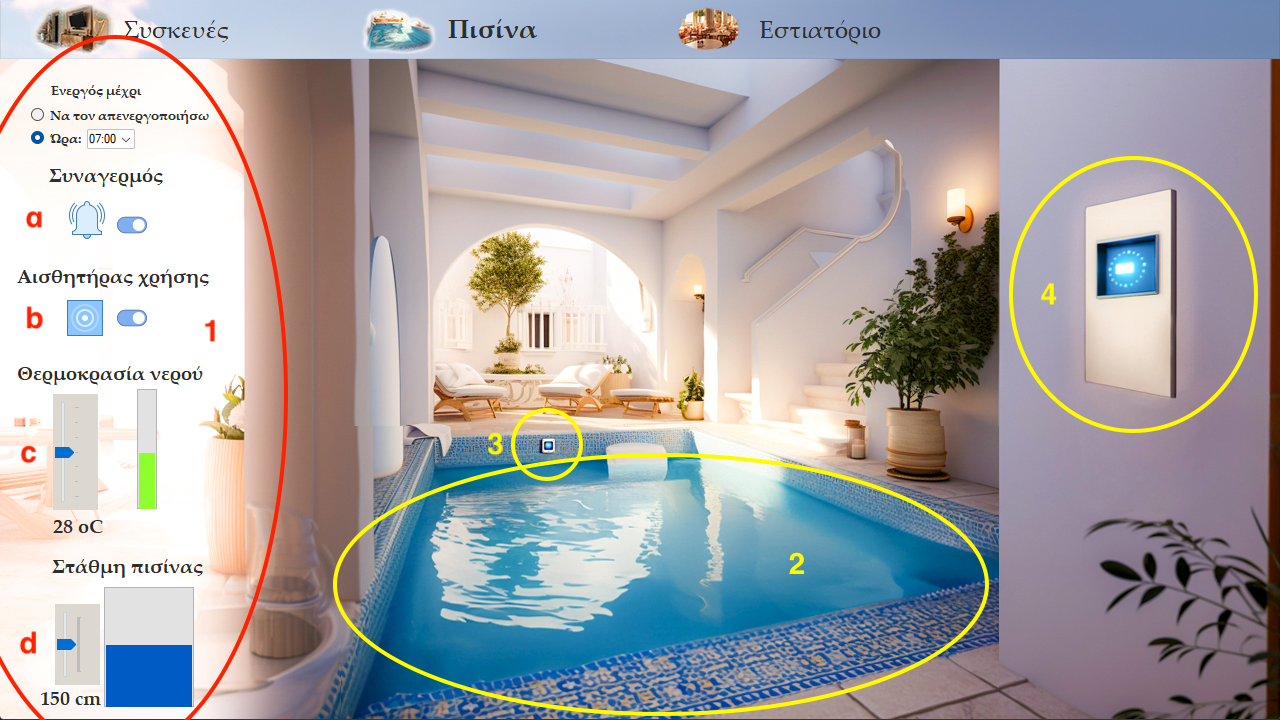 Συσκευές
Πισίνα
Εστιατόριο
Ενεργός μέχρι
Να τον απενεργοποιήσω
Ώρα: 07:00
Συναγερμός
a
Αισθητήρας χρήσης
b
1
Θερμοκρασία νερού
c
28 oC
Στάθμη πισίνας
d
150 cm
3
2
4